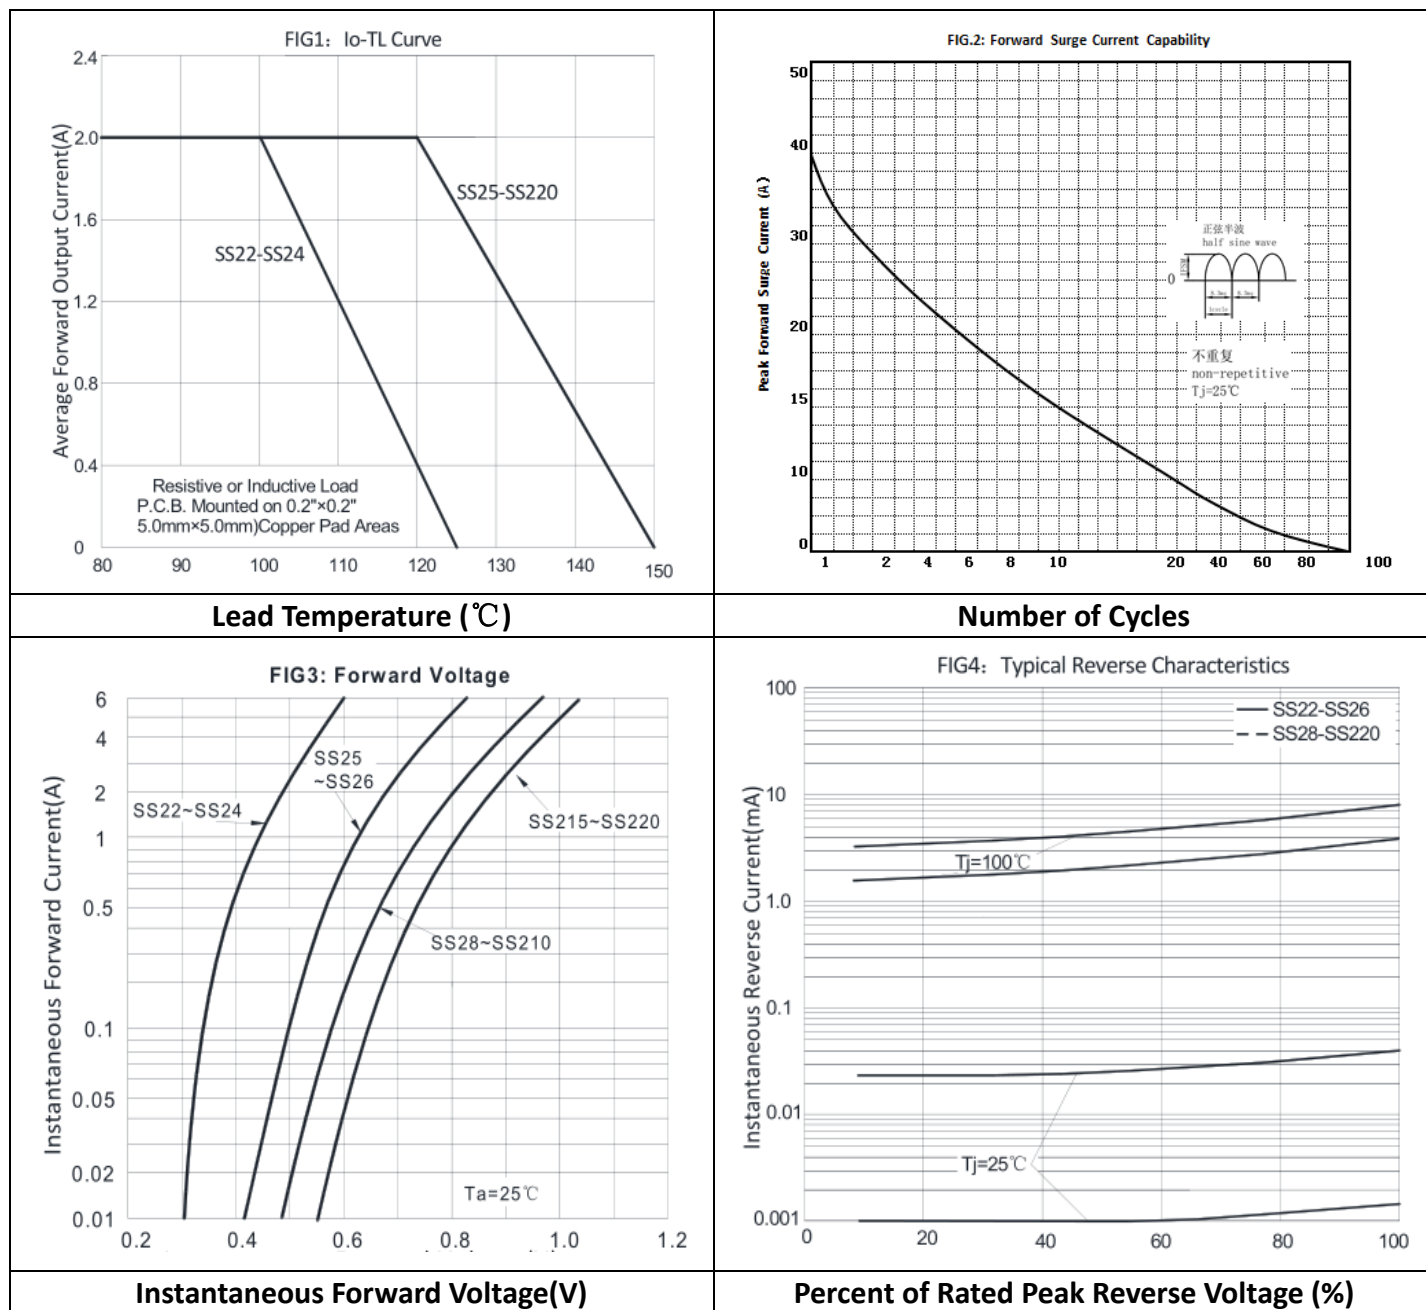 FIG1：Io-TL Curve
Average Forward Output Current(A)
2.4
2.0
1.6
1.2
0.8
0.4
0
SS25-SS220
SS22-SS24
Resistive or Inductive Load
P.C.B. Mounted on 0.2"×0.2"
5.0mm×5.0mm)Copper Pad Areas
80 90 100 110 120 130 140 150
Lead Temperature (℃)
FIG.2: Forward Surge Current Capability
Peak Forward Surge Current (A)
50
40
30
20
15
10
0
正弦半波
half sine wave
0
不重复
non-repetitive
Tj=25℃
1 2 4 6 8 10 20 40 60 80 100
Number of Cycles
FIG3: Forward Voltage
Instantaneous Forward Current(A)
6
4
2
1
0.5
0.1
0.05
0.02
0.01
SS25
~SS26
SS22~SS24
SS215~SS220
SS28~SS210
Ta=25℃
0.2 0.4 0.6 0.8 1.0 1.2
Instantaneous Forward Voltage(V)
FIG4：Typical Reverse Characteristics
Instantaneous Reverse Current(mA)
100
10
1.0
0.1
0.01
0.001
SS22-SS26
SS28-SS220
Tj=100℃
Tj=25℃
0 20 40 60 80 100
Percent of Rated Peak Reverse Voltage (%)